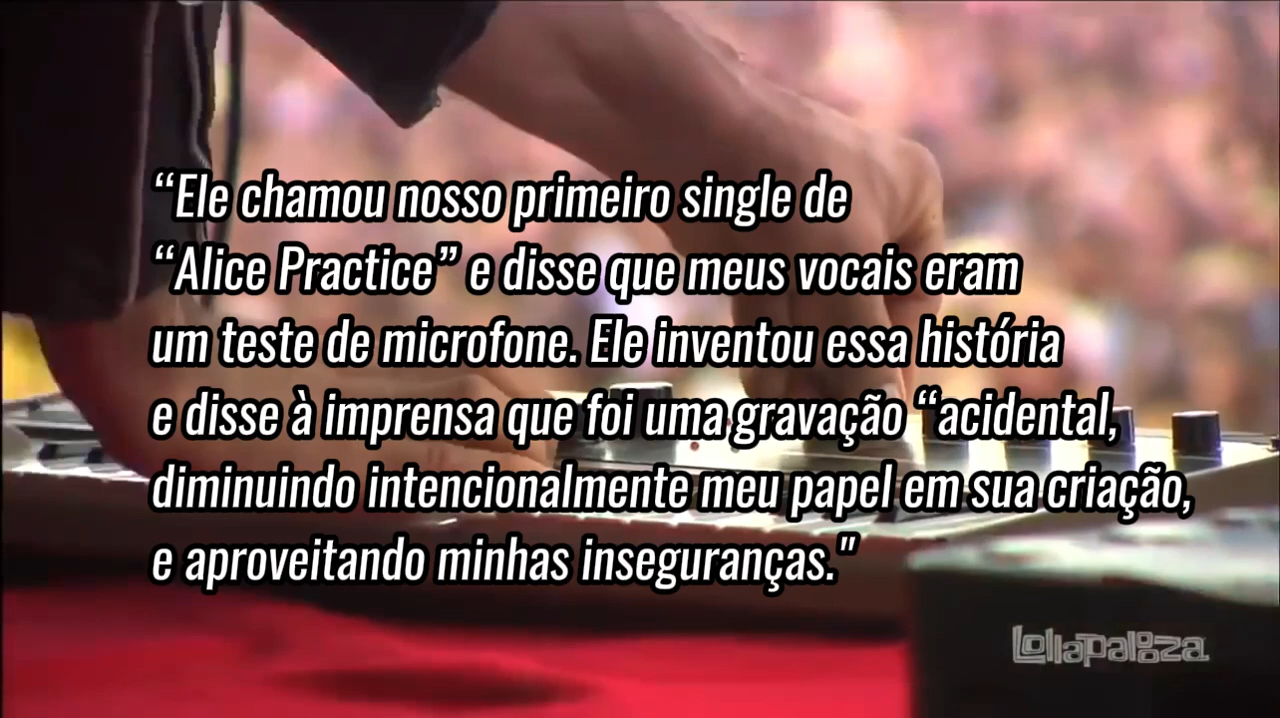 “Ele chamou nosso primeiro single de
“Alice Practice” e disse que meus vocais eram
um teste de microfone. Ele inventou essa história
e disse à imprensa que foi uma gravação “acidental,
diminuindo intencionalmente meu papel em sua criação,
e aproveitando minhas inseguranças."
Lollapalooza